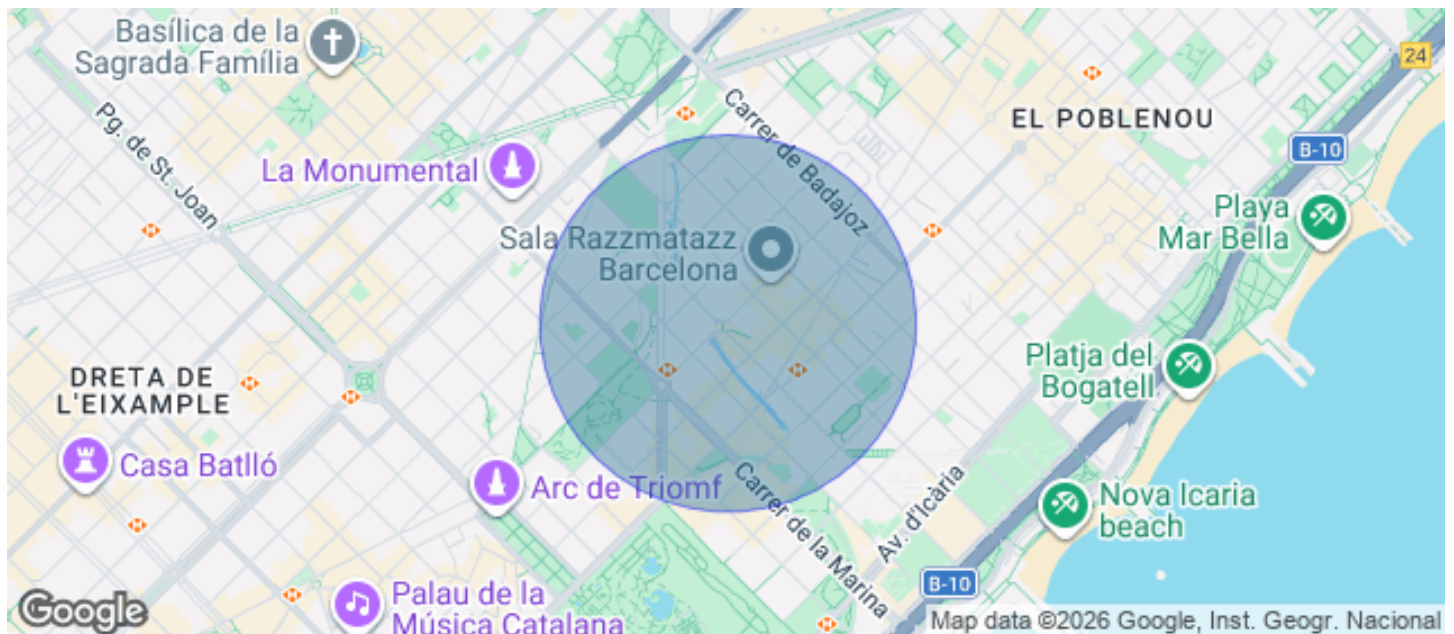 Basílica de la
Sagrada Família
24
Pg. de St. Joan
Carrer de Badajoz
EL POBLENOU
B-10
La Monumental
Playa
Mar Bella
Sala Razzmatazz
Barcelona
DRETA DE
L'EIXAMPLE
Platja del
Bogatell
Casa Batlló
Arc de Triomf
Carrer de la Marina
Av. d'Icària
Nova Icaria
beach
B-10
Palau de la
Música Catalana
Google
Map data ©2026 Google, Inst. Geogr. Nacional